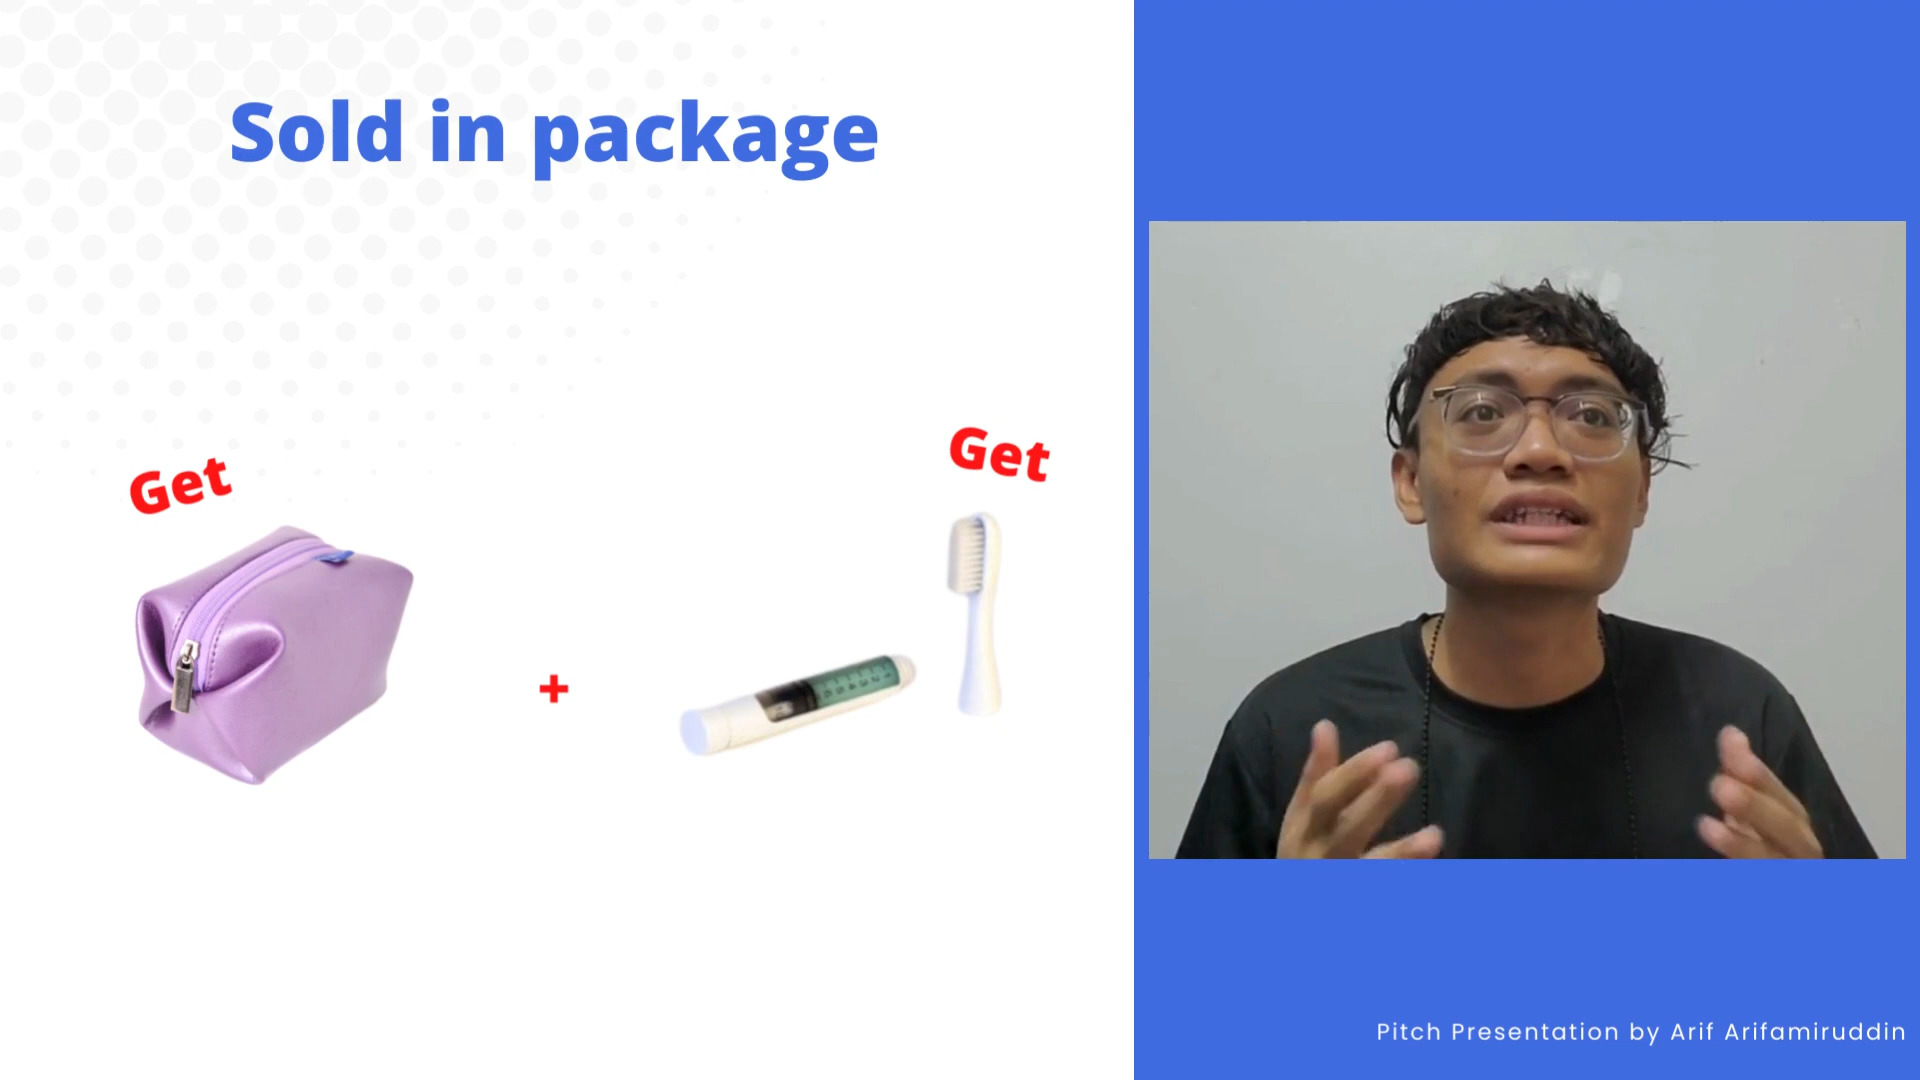 Sold in package
Get
Get
+
Pitch Presentation by Arif Arifamiruddin